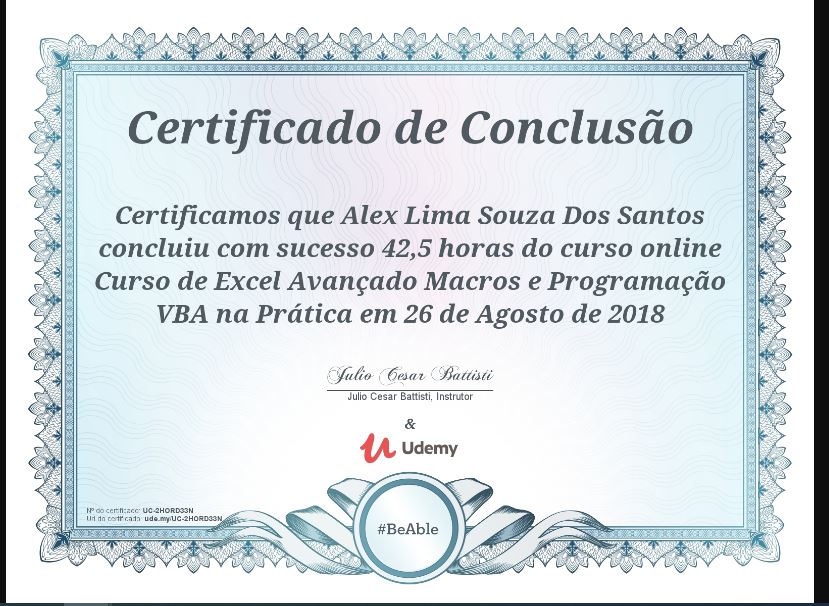 Certificado de Conclusão
Certificamos que Alex Lima Souza Dos Santos
concluiu com sucesso 42,5 horas do curso online
Curso de Excel Avançado Macros e Programação
VBA na Prática em 26 de Agosto de 2018
Julio Cesar Battisti
Julio Cesar Battisti, Instrutor
&
Udemy
Nº do certificado: UC-2HORD33N
Url do certificado: ude.my/UC-2HORD33N
#BeAble